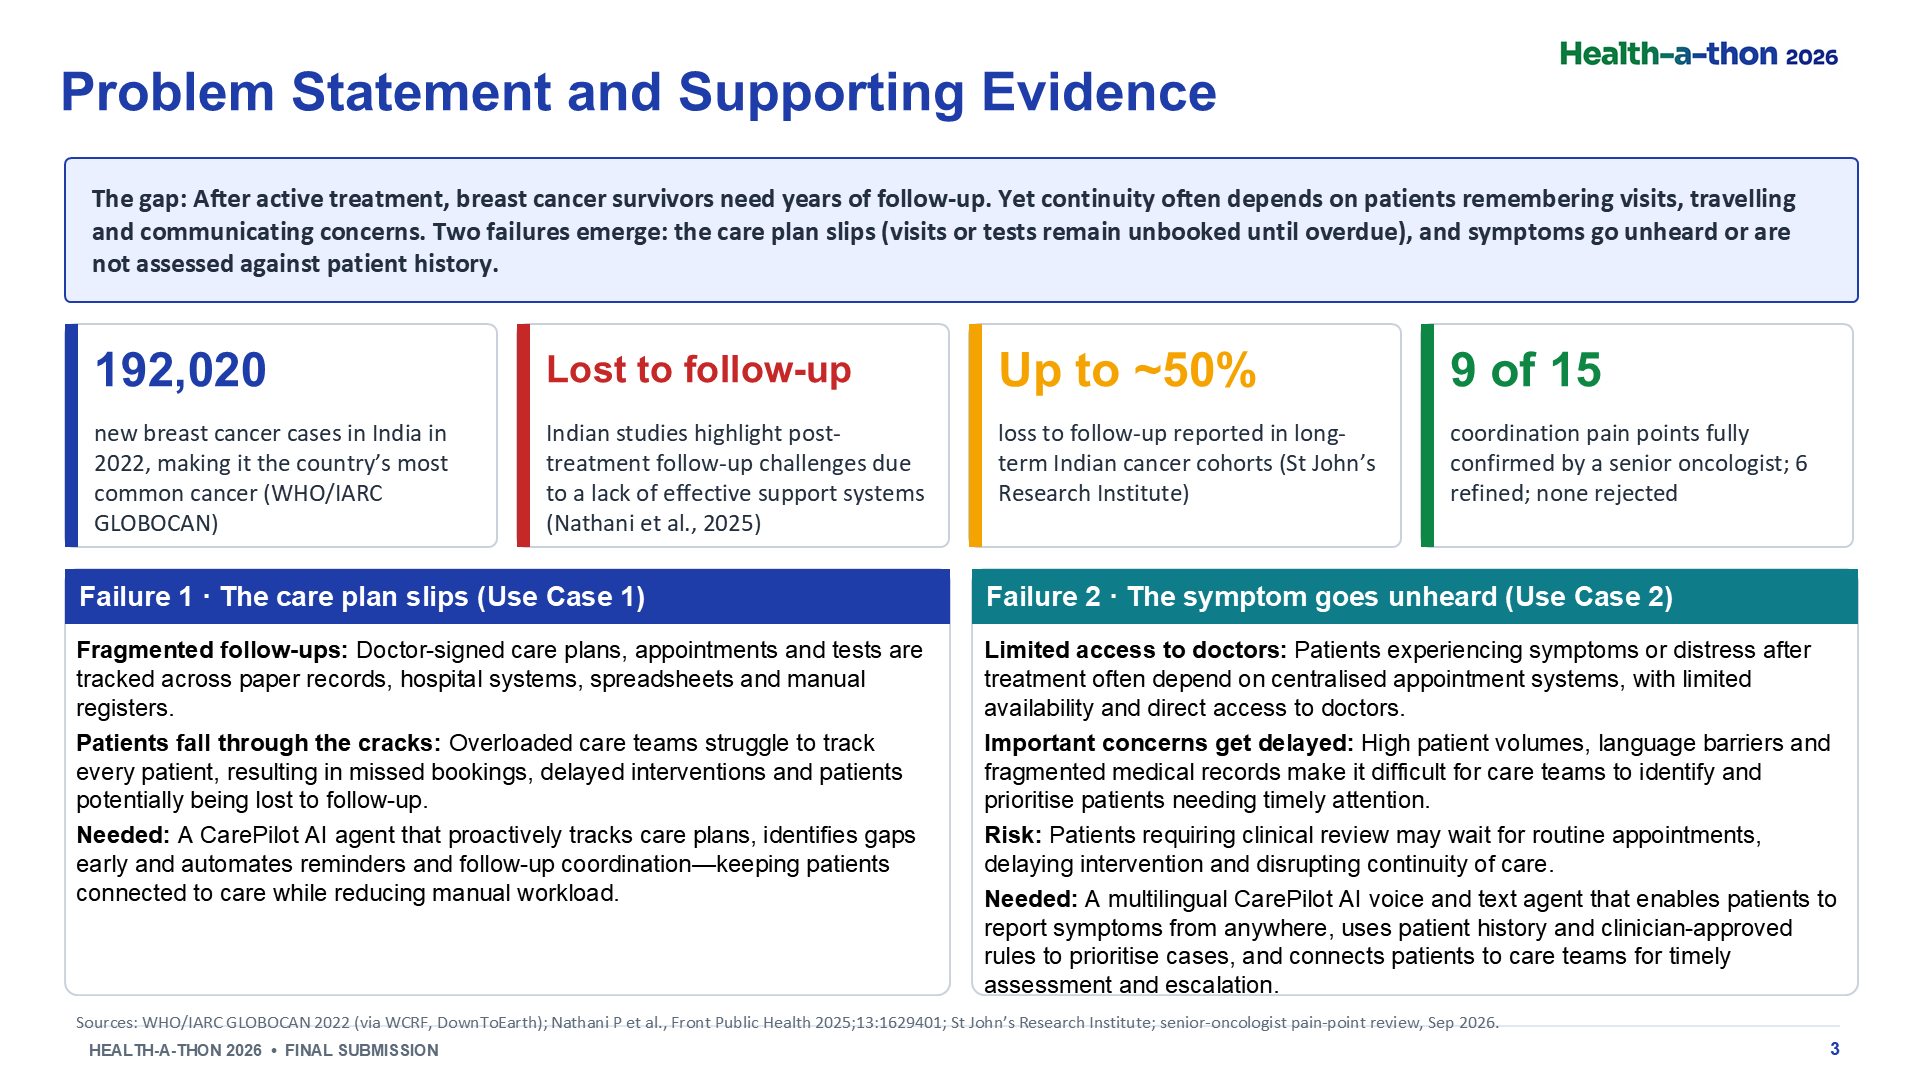 Health-a-thon 2026
Problem Statement and Supporting Evidence
The gap: After active treatment, breast cancer survivors need years of follow-up. Yet continuity often depends on patients remembering visits, travelling
and communicating concerns. Two failures emerge: the care plan slips (visits or tests remain unbooked until overdue), and symptoms go unheard or are
not assessed against patient history.
192,020
new breast cancer cases in India in
2022, making it the country’s most
common cancer (WHO/IARC
GLOBOCAN)
Lost to follow-up
Indian studies highlight post-
treatment follow-up challenges due
to a lack of effective support systems
(Nathani et al., 2025)
Up to ~50%
loss to follow-up reported in long-
term Indian cancer cohorts (St John’s
Research Institute)
9 of 15
coordination pain points fully
confirmed by a senior oncologist; 6
refined; none rejected
Failure 1 · The care plan slips (Use Case 1)
Fragmented follow-ups: Doctor-signed care plans, appointments and tests are
tracked across paper records, hospital systems, spreadsheets and manual
registers.
Patients fall through the cracks: Overloaded care teams struggle to track
every patient, resulting in missed bookings, delayed interventions and patients
potentially being lost to follow-up.
Needed: A CarePilot AI agent that proactively tracks care plans, identifies gaps
early and automates reminders and follow-up coordination—keeping patients
connected to care while reducing manual workload.
Failure 2 · The symptom goes unheard (Use Case 2)
Limited access to doctors: Patients experiencing symptoms or distress after
treatment often depend on centralised appointment systems, with limited
availability and direct access to doctors.
Important concerns get delayed: High patient volumes, language barriers and
fragmented medical records make it difficult for care teams to identify and
prioritise patients needing timely attention.
Risk: Patients requiring clinical review may wait for routine appointments,
delaying intervention and disrupting continuity of care.
Needed: A multilingual CarePilot AI voice and text agent that enables patients to
report symptoms from anywhere, uses patient history and clinician-approved
rules to prioritise cases, and connects patients to care teams for timely
assessment and escalation.
Sources: WHO/IARC GLOBOCAN 2022 (via WCRF, DownToEarth); Nathani P et al., Front Public Health 2025;13:1629401; St John’s Research Institute; senior-oncologist pain-point review, Sep 2026.
HEALTH-A-THON 2026 • FINAL SUBMISSION
3